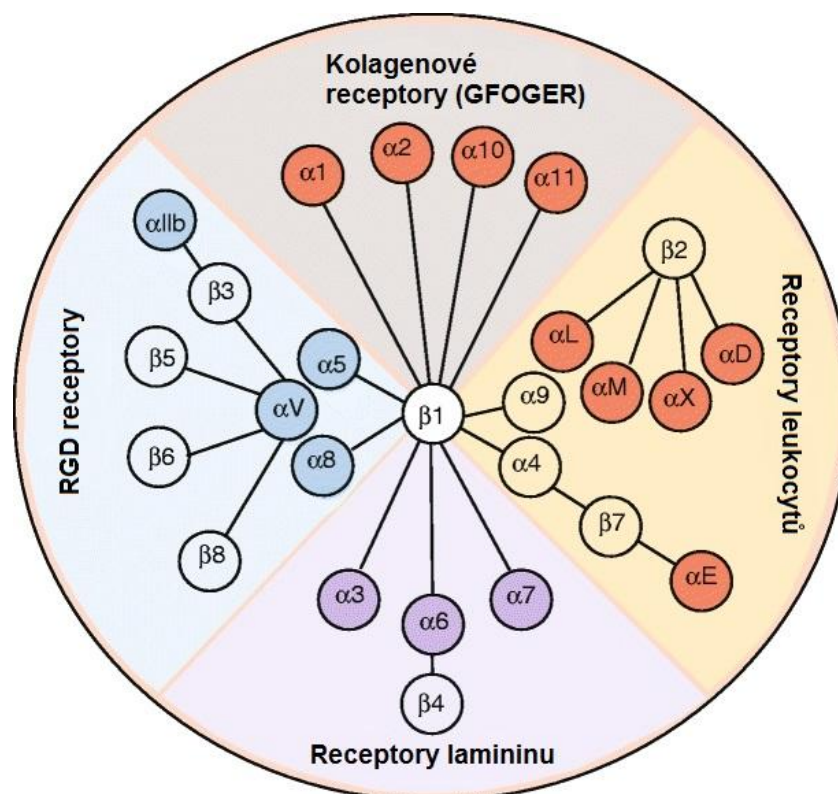 Kolagenové
receptory (GFOGER)
α1
α2
α10
α11
RGD receptory
αIIb
β3
β5
αV
β6
β8
α5
α8
β1
Receptory leukocytů
β2
αL
αM
αX
αD
α9
α4
β7
αE
α3
α6
α7
β4
Receptory lamininu